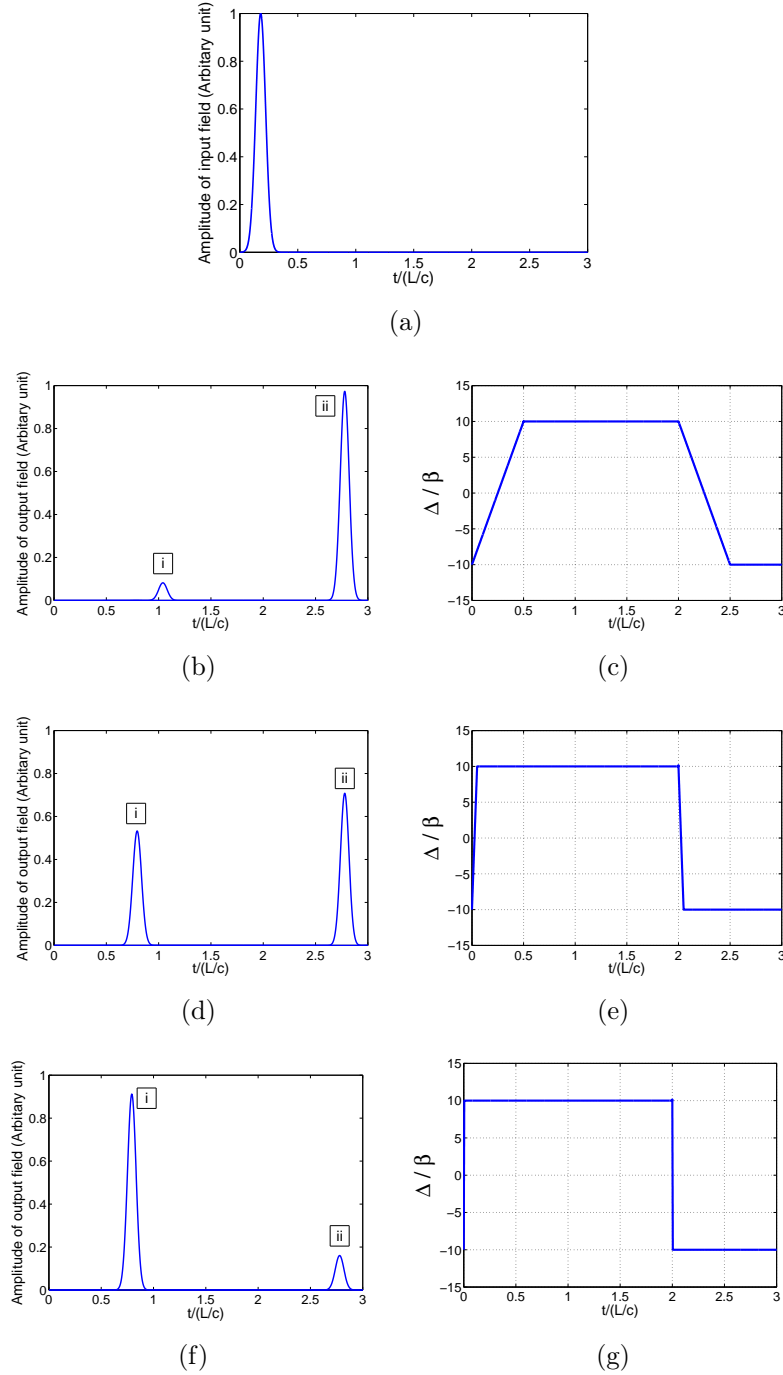 Amplitude of input field (Arbitary unit)
1
0.8
0.6
0.4
0.2
0
0 0.5 1 1.5 2 2.5 3
t/(L/c)
(a)
Amplitude of output field (Arbitary unit)
1
0.8
0.6
0.4
0.2
0
i
ii
0 0.5 1 1.5 2 2.5 3
t/(L/c)
(b)
Δ / β
15
10
5
0
−5
−10
−15
0 0.5 1 1.5 2 2.5 3
t/(L/c)
(c)
Amplitude of output field (Arbitary unit)
1
0.8
0.6
0.4
0.2
0
i
ii
0 0.5 1 1.5 2 2.5 3
t/(L/c)
(d)
Δ / β
15
10
5
0
−5
−10
−15
0 0.5 1 1.5 2 2.5 3
t/(L/c)
(e)
Amplitude of output field (Arbitary unit)
1
0.8
0.6
0.4
0.2
0
i
ii
0 0.5 1 1.5 2 2.5 3
t/(L/c)
(f)
Δ / β
15
10
5
0
−5
−10
−15
0 0.5 1 1.5 2 2.5 3
t/(L/c)
(g)